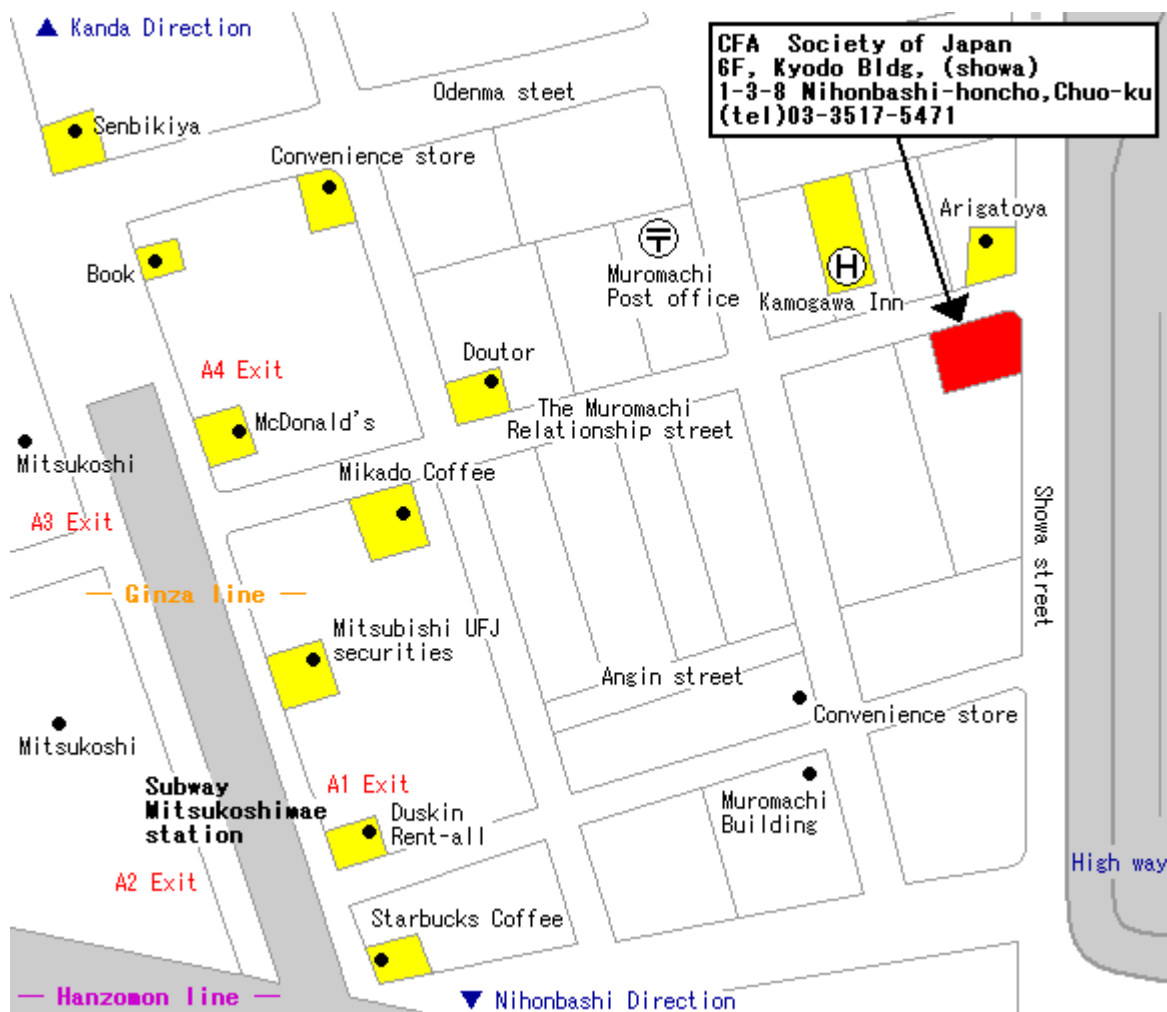 ▲ Kanda Direction
CFA Society of Japan
6F, Kyodo Bldg, (showa)
1-3-8 Nihonbashi-honcho,Chuo-ku
(tel)03-3517-5471
Odenma steet
Senbikiya
Convenience store
Arigatoya
Book
〒
Muromachi
Post office
H
Kamogawa Inn
Doutor
A4 Exit
The Muromachi
Relationship street
McDonald's
Mitsukoshi
Mikado Coffee
A3 Exit
Showa street
— Ginza line —
Mitsubishi UFJ
securities
Angin street
Mitsukoshi
Convenience store
Subway
Mitsukoshimae
station
A1 Exit
Duskin
Rent-all
Muromachi
Building
A2 Exit
High way
Starbucks Coffee
— Hanzomon line —
▼ Nihonbashi Direction